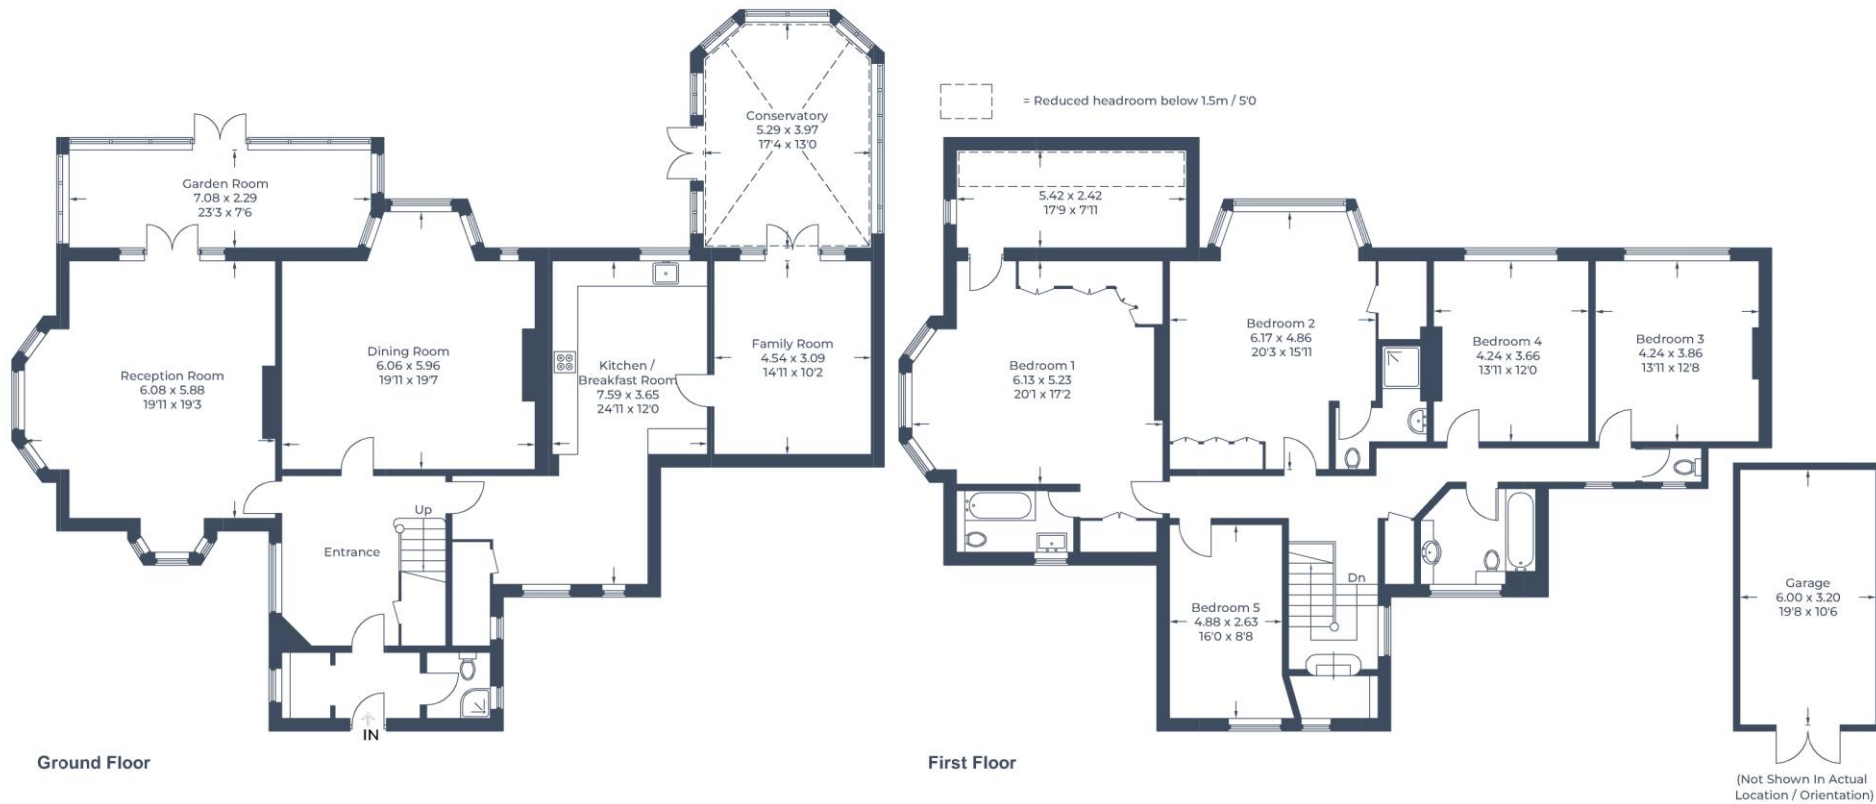 Conservatory
5.29 x 3.97
17'4 x 13'0
Garden Room
7.08 x 2.29
23'3 x 7'6
Reception Room
6.08 x 5.88
19'11 x 19'3
Dining Room
6.06 x 5.96
19'11 x 19'7
Kitchen /
Breakfast Room
7.59 x 3.65
24'11 x 12'0
Family Room
4.54 x 3.09
14'11 x 10'2
Up
Entrance
IN
Ground Floor
= Reduced headroom below 1.5m / 5'0
5.42 x 2.42
17'9 x 7'11
Bedroom 1
6.13 x 5.23
20'1 x 17'2
Bedroom 2
6.17 x 4.86
20'3 x 15'11
Bedroom 4
4.24 x 3.66
13'11 x 12'0
Bedroom 3
4.24 x 3.86
13'11 x 12'8
Dn
Bedroom 5
4.88 x 2.63
16'0 x 8'8
First Floor
Garage
6.00 x 3.20
19'8 x 10'6
(Not Shown In Actual
Location / Orientation)